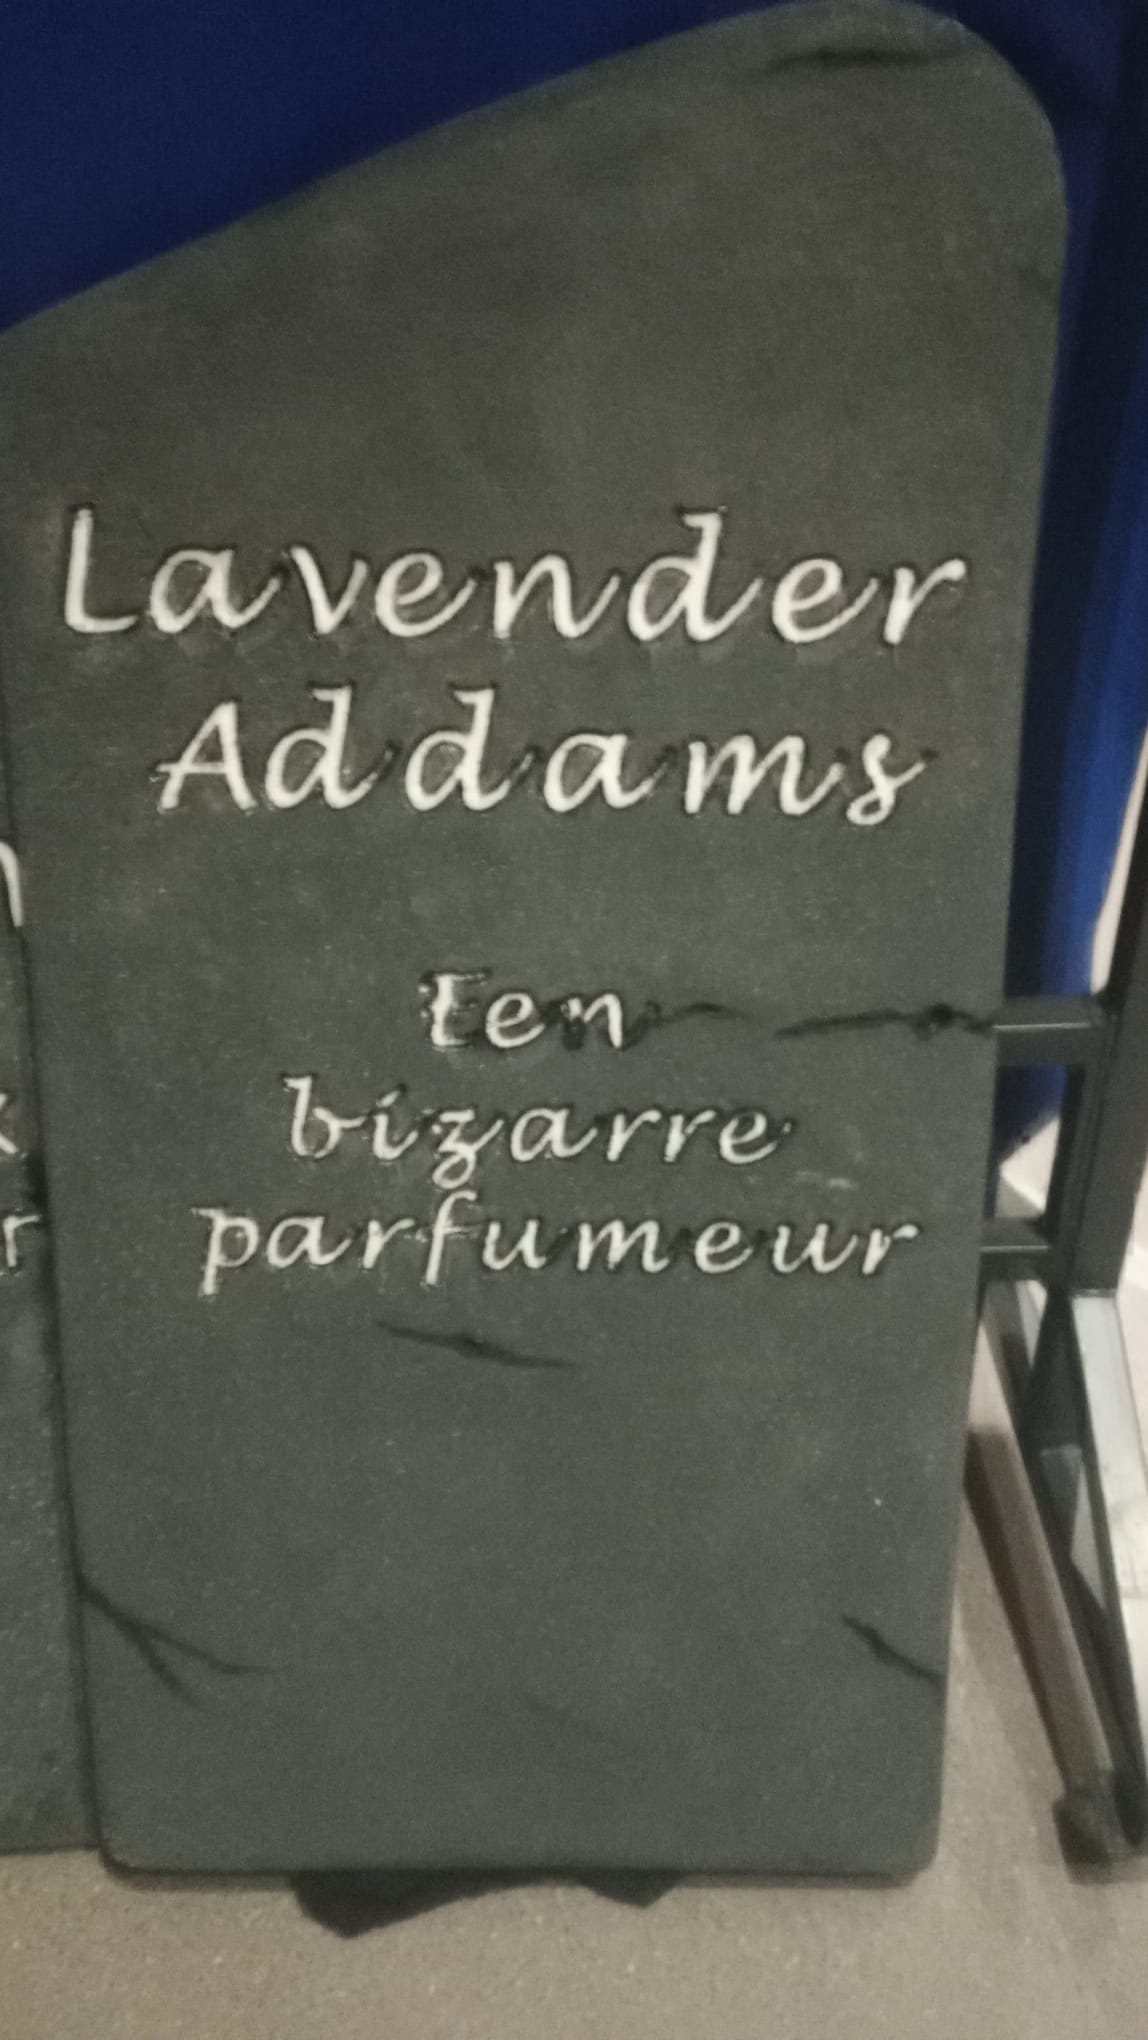 Lavender
Addams
Een
bizarre
parfumeur